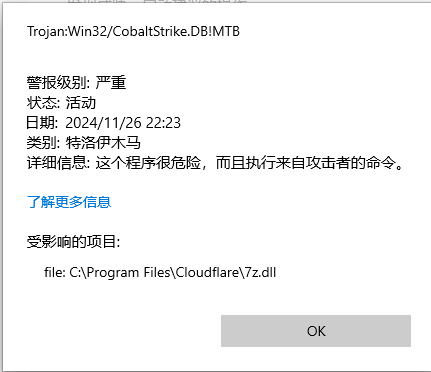 Trojan:Win32/CobaltStrike.DB!MTB
警报级别: 严重
状态: 活动
日期: 2024/11/26 22:23
类别: 特洛伊木马
详细信息: 这个程序很危险，而且执行来自攻击者的命令。
了解更多信息
受影响的项目:
file: C:\Program Files\Cloudflare\7z.dll
OK